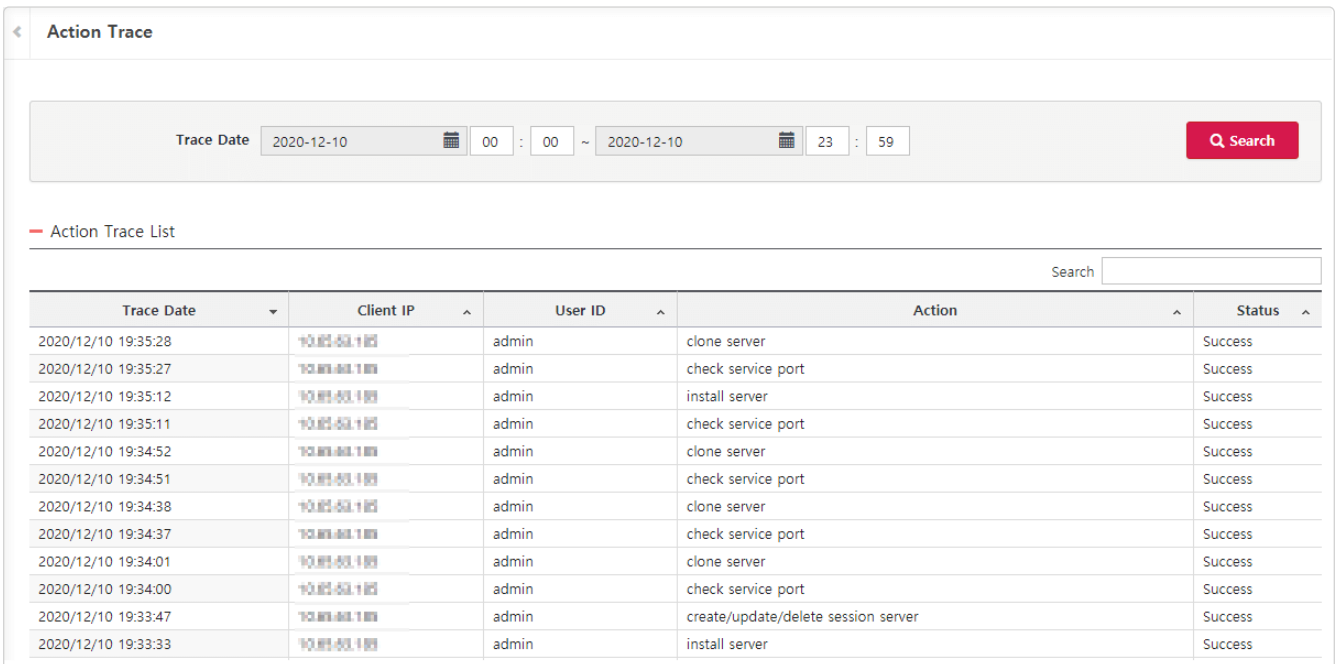 Action Trace
Trace Date 2020-12-10 00 : 00 ~ 2020-12-10 23 : 59 Search
Action Trace List
Search
Trace Date Client IP User ID Action Status
2020/12/10 19:35:28 admin clone server Success
2020/12/10 19:35:27 admin check service port Success
2020/12/10 19:35:12 admin install server Success
2020/12/10 19:35:11 admin check service port Success
2020/12/10 19:34:52 admin clone server Success
2020/12/10 19:34:51 admin check service port Success
2020/12/10 19:34:38 admin clone server Success
2020/12/10 19:34:37 admin check service port Success
2020/12/10 19:34:01 admin clone server Success
2020/12/10 19:34:00 admin check service port Success
2020/12/10 19:33:47 admin create/update/delete session server Success
2020/12/10 19:33:33 admin install server Success